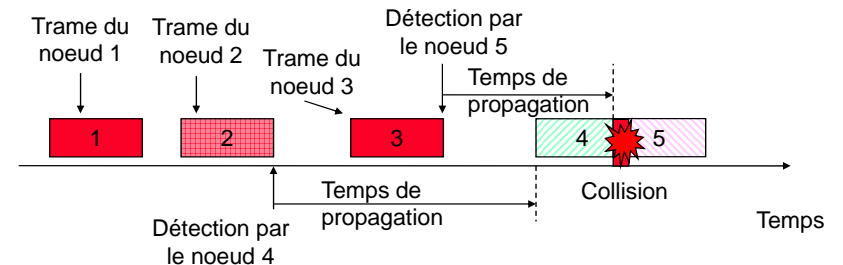 Trame du
noeud 1
Trame du
noeud 2
Trame du
noeud 3
Détection par
le noeud 5
Temps de
propagation
1
2
3
4
5
Temps de
propagation
Collision
Temps
Détection par
le noeud 4